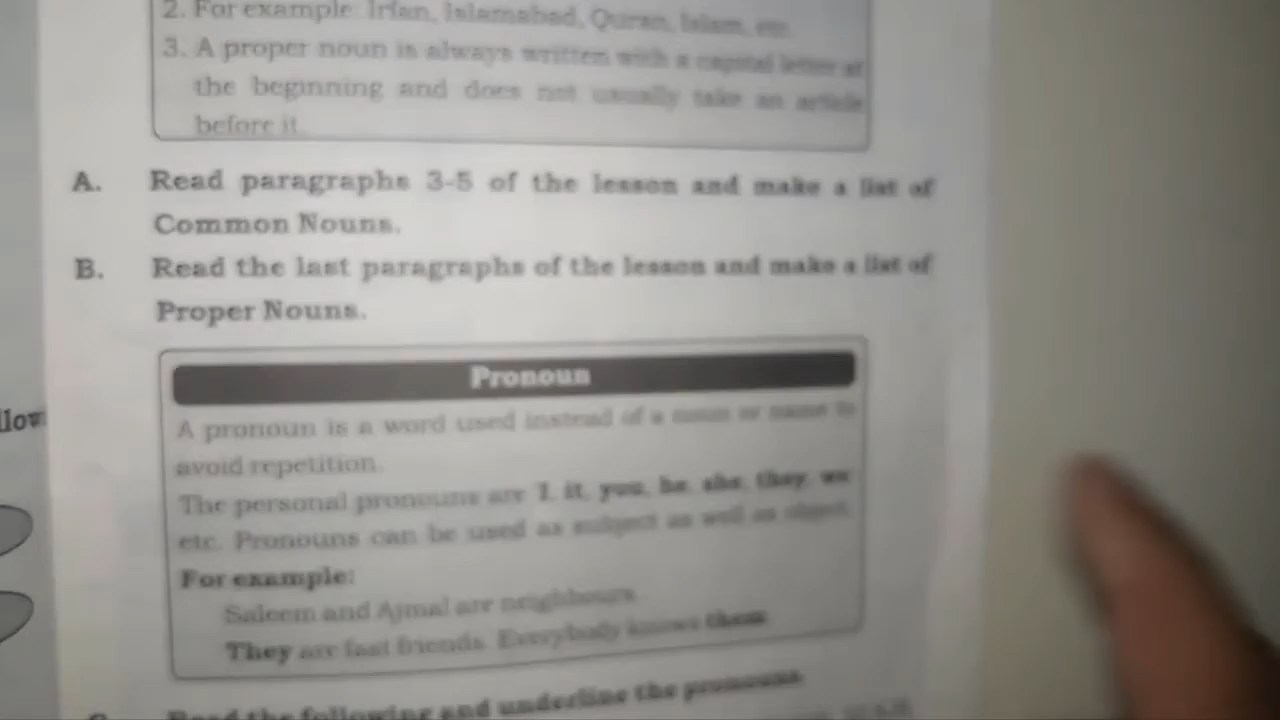 2. For example: Irfan, Islamabad, Quran, Islam, etc.
3. A proper noun is always written with a capital letter at
the beginning and does not usually take an article
before it.
A. Read paragraphs 3-5 of the lesson and make a list of
Common Nouns.
B. Read the last paragraphs of the lesson and make a list of
Proper Nouns.
Pronoun
A pronoun is a word used instead of a noun or name to
avoid repetition.
The personal pronouns are I, it, you, he, she, they, we
etc. Pronouns can be used as subject as well as object.
For example:
Saleem and Ajmal are neighbours.
They are fast friends. Everybody knows them.
Read the following and underline the pronouns
llow